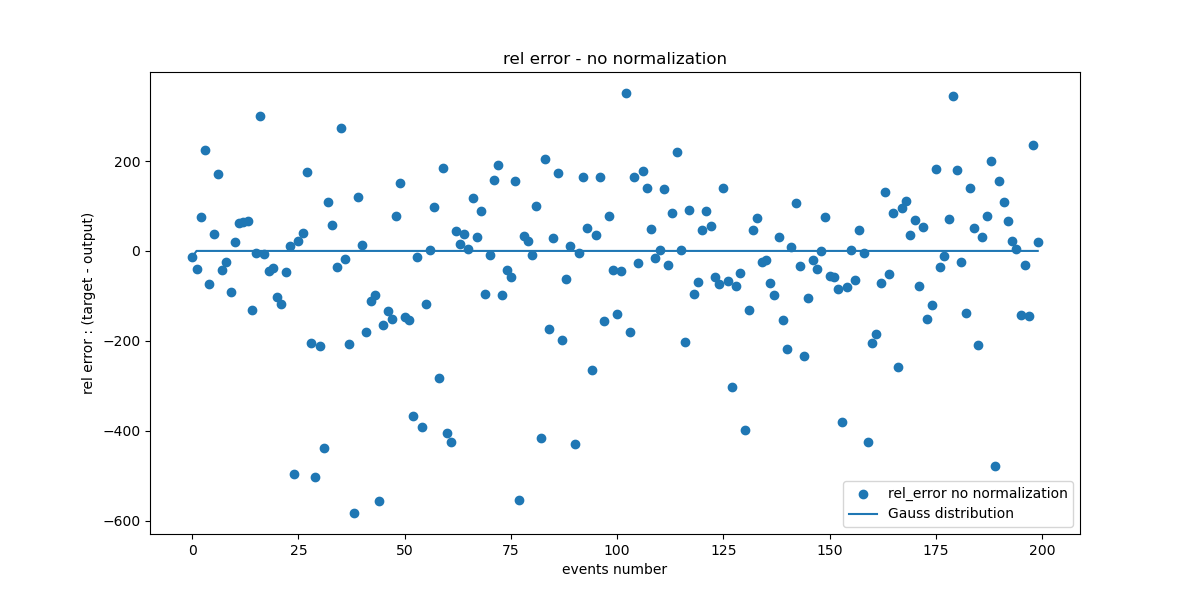 rel error - no normalization
rel error : (target - output)
200
0
−200
−400
−600
0 25 50 75 100 125 150 175 200
events number
rel_error no normalization
Gauss distribution